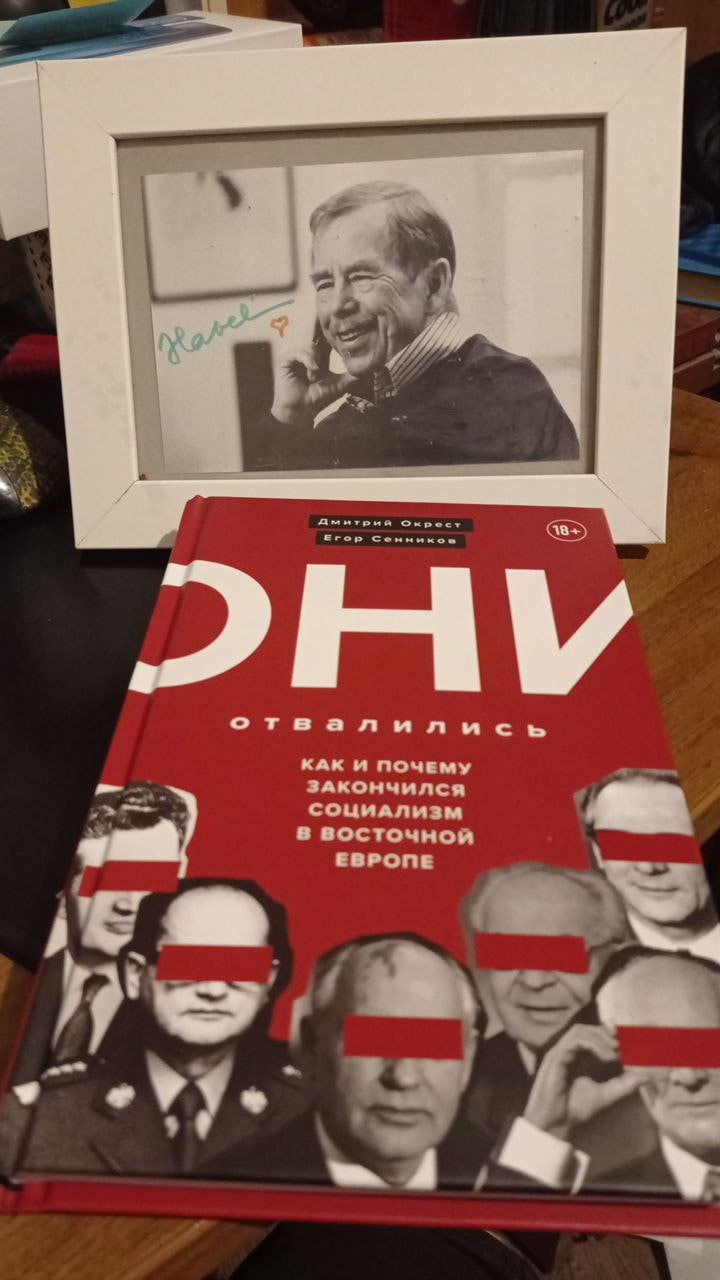 Havel
Дмитрий Окрест
Егор Сенников
18+
ОНИ
отвалились
КАК И ПОЧЕМУ
ЗАКОНЧИЛСЯ
СОЦИАЛИЗМ
В ВОСТОЧНОЙ
ЕВРОПЕ